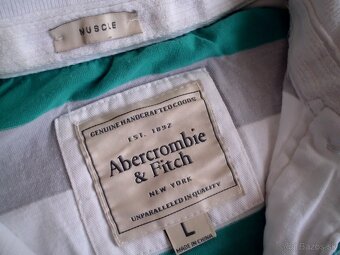 MUSCLE
GENUINE HANDCRAFTED GOODS
EST. 1892
Abercrombie
& Fitch
NEW YORK
UNPARALLELED IN QUALITY
L
MADE IN CHINA